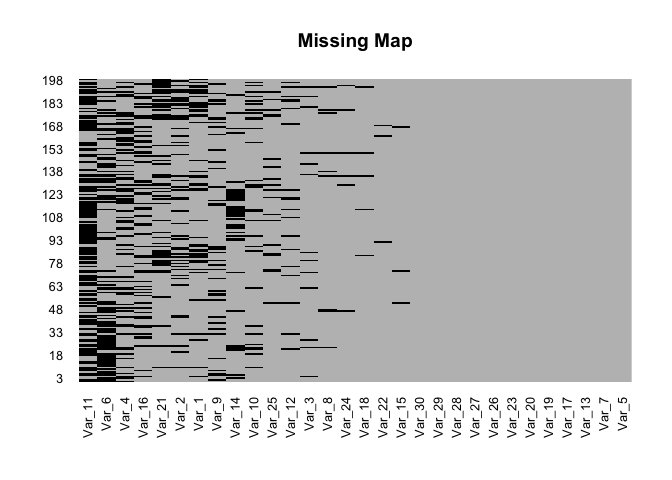 Missing Map
198
183
168
153
138
123
108
93
78
63
48
33
18
3
Var_11
Var_6
Var_4
Var_16
Var_21
Var_2
Var_1
Var_9
Var_14
Var_10
Var_25
Var_12
Var_3
Var_8
Var_24
Var_18
Var_22
Var_15
Var_30
Var_29
Var_28
Var_27
Var_26
Var_23
Var_20
Var_19
Var_17
Var_13
Var_7
Var_5